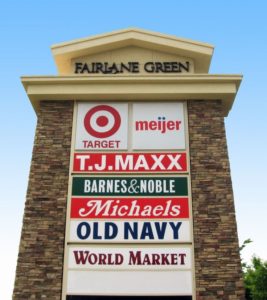 FAIRLANE GREEN
TARGET
meijer
T.J.MAXX
BARNES&NOBLE
Michaels
OLD NAVY
WORLD MARKET